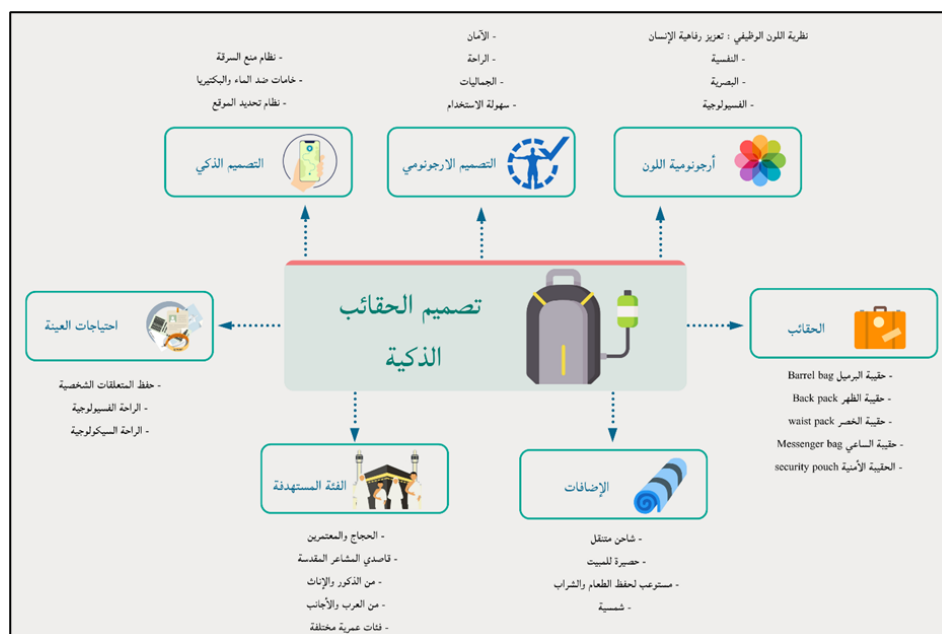 نظرية اللون الوظيفي : تعزيز رفاهية الإنسان
- النفسية
- البصرية
- الفسيولوجية
أرجونومية اللون
- الأمان
- الراحة
- الجماليات
- سهولة الاستخدام
التصميم الارجونومي
- نظام منع السرقة
- خامات ضد الماء والبكتيريا
- نظام تحديد الموقع
التصميم الذكي
تصميم الحقائب
الذكية
الحقائب
- حقيبة البرميل Barrel bag
- حقيبة الظهر Back pack
- حقيبة الخصر waist pack
- حقيبة الساعي Messenger bag
- الحقيبة الأمنية security pouch
احتياجات العينة
- حفظ المتعلقات الشخصية
- الراحة الفسيولوجية
- الراحة السيكولوجية
الإضافات
- شاحن متنقل
- حصيرة للمبيت
- مستوعب لحفظ الطعام والشراب
- شمسية
الفئة المستهدفة
- الحجاج والمعتمرين
- قاصدي المشاعر المقدسة
- من الذكور والإناث
- من العرب والأجانب
- فئات عمرية مختلفة